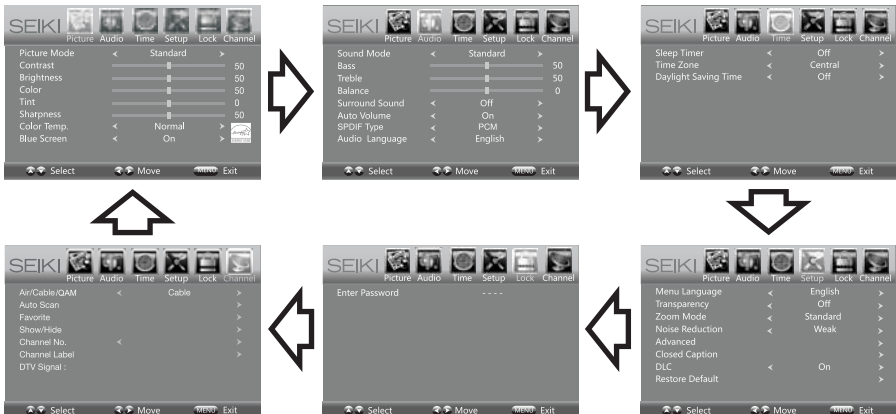 SEIKI Picture Audio Time Setup Lock Channel
Picture Mode < Standard >
Contrast 50
Brightness 50
Color 50
Tint 0
Sharpness 50
Color Temp. < Normal >
Blue Screen < On >
Select Move MENU Exit
SEIKI Picture Audio Time Setup Lock Channel
Sound Mode < Standard >
Bass 50
Treble 50
Balance 0
Surround Sound < Off >
Auto Volume < On >
SPDIF Type < PCM >
Audio Language < English >
Select Move MENU Exit
SEIKI Picture Audio Time Setup Lock Channel
Sleep Timer < Off >
Time Zone < Central >
Daylight Saving Time < Off >
Select Move MENU Exit
SEIKI Picture Audio Time Setup Lock Channel
Air/Cable/QAM < Cable >
Auto Scan >
Favorite >
Show/Hide >
Channel No. < >
Channel Label >
DTV Signal :
Select Move MENU Exit
SEIKI Picture Audio Time Setup Lock Channel
Enter Password - - - -
Select Move MENU Exit
SEIKI Picture Audio Time Setup Lock Channel
Menu Language < English >
Transparency < Off >
Zoom Mode < Standard >
Noise Reduction < Weak >
Advanced >
Closed Caption >
DLC < On >
Restore Default >
Select Move MENU Exit